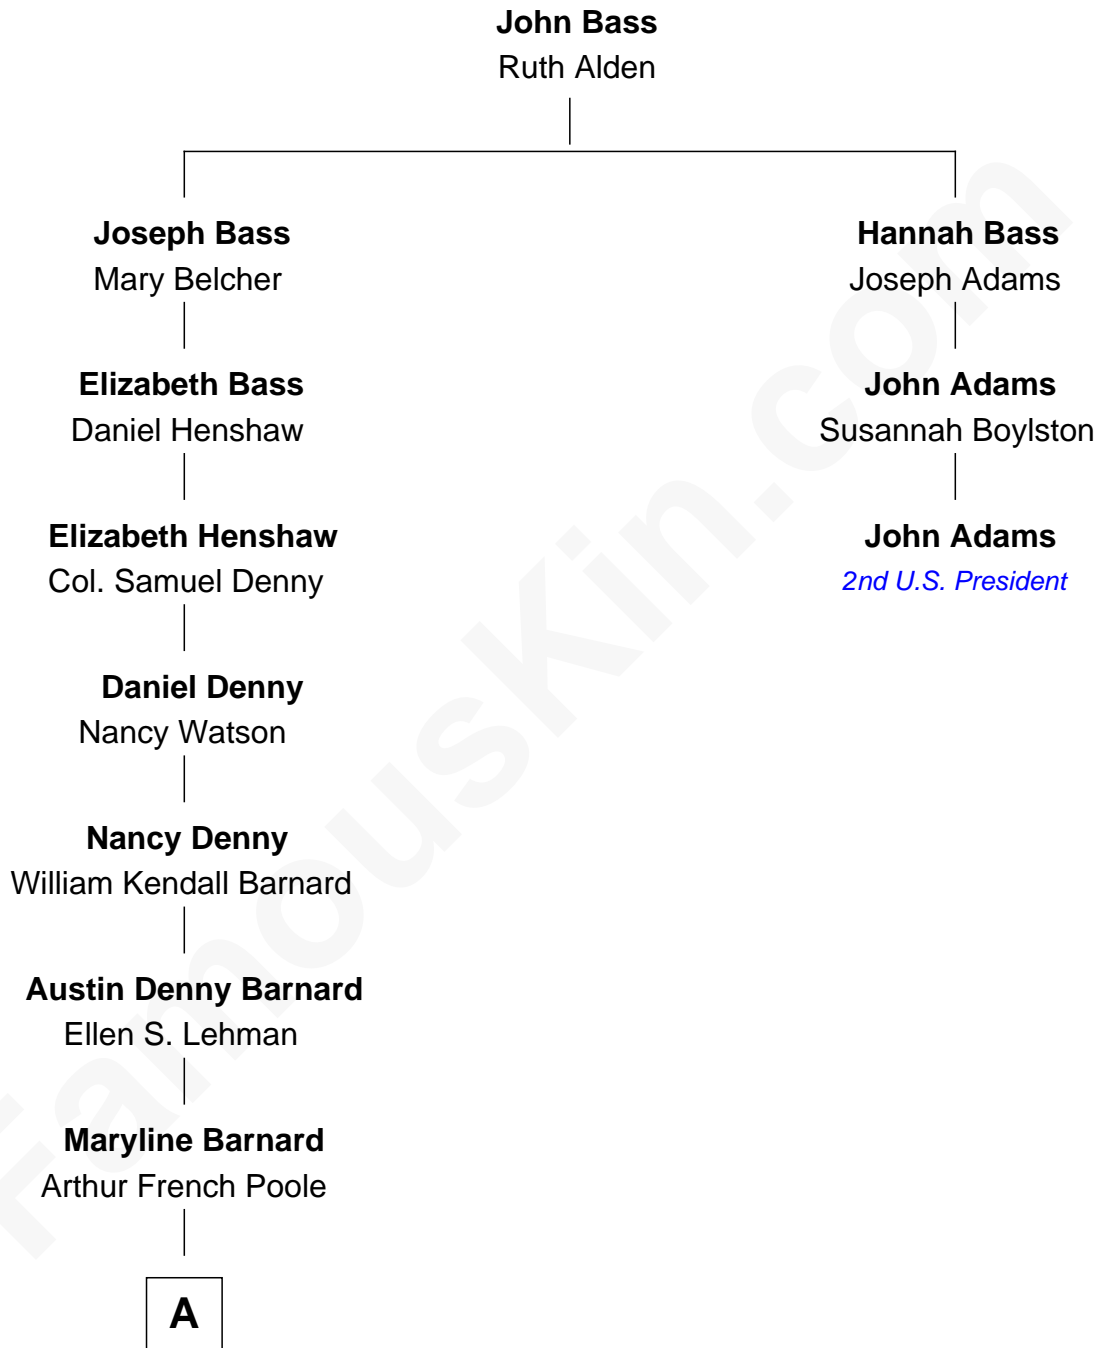 John Bass
Ruth Alden
Joseph Bass
Mary Belcher
Hannah Bass
Joseph Adams
Elizabeth Bass
Daniel Henshaw
John Adams
Susannah Boylston
Elizabeth Henshaw
Col. Samuel Denny
John Adams
2nd U.S. President
Daniel Denny
Nancy Watson
Nancy Denny
William Kendall Barnard
Austin Denny Barnard
Ellen S. Lehman
Maryline Barnard
Arthur French Poole
A
FamousKin.com